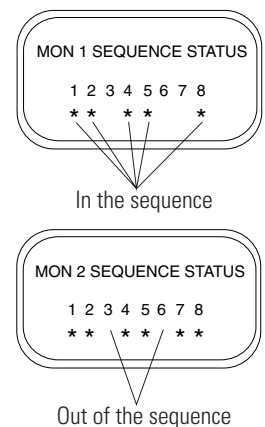 MON 1 SEQUENCE STATUS
1 2 3 4 5 6 7 8
* * * * *
In the sequence
MON 2 SEQUENCE STATUS
1 2 3 4 5 6 7 8
* * * * * *
Out of the sequence